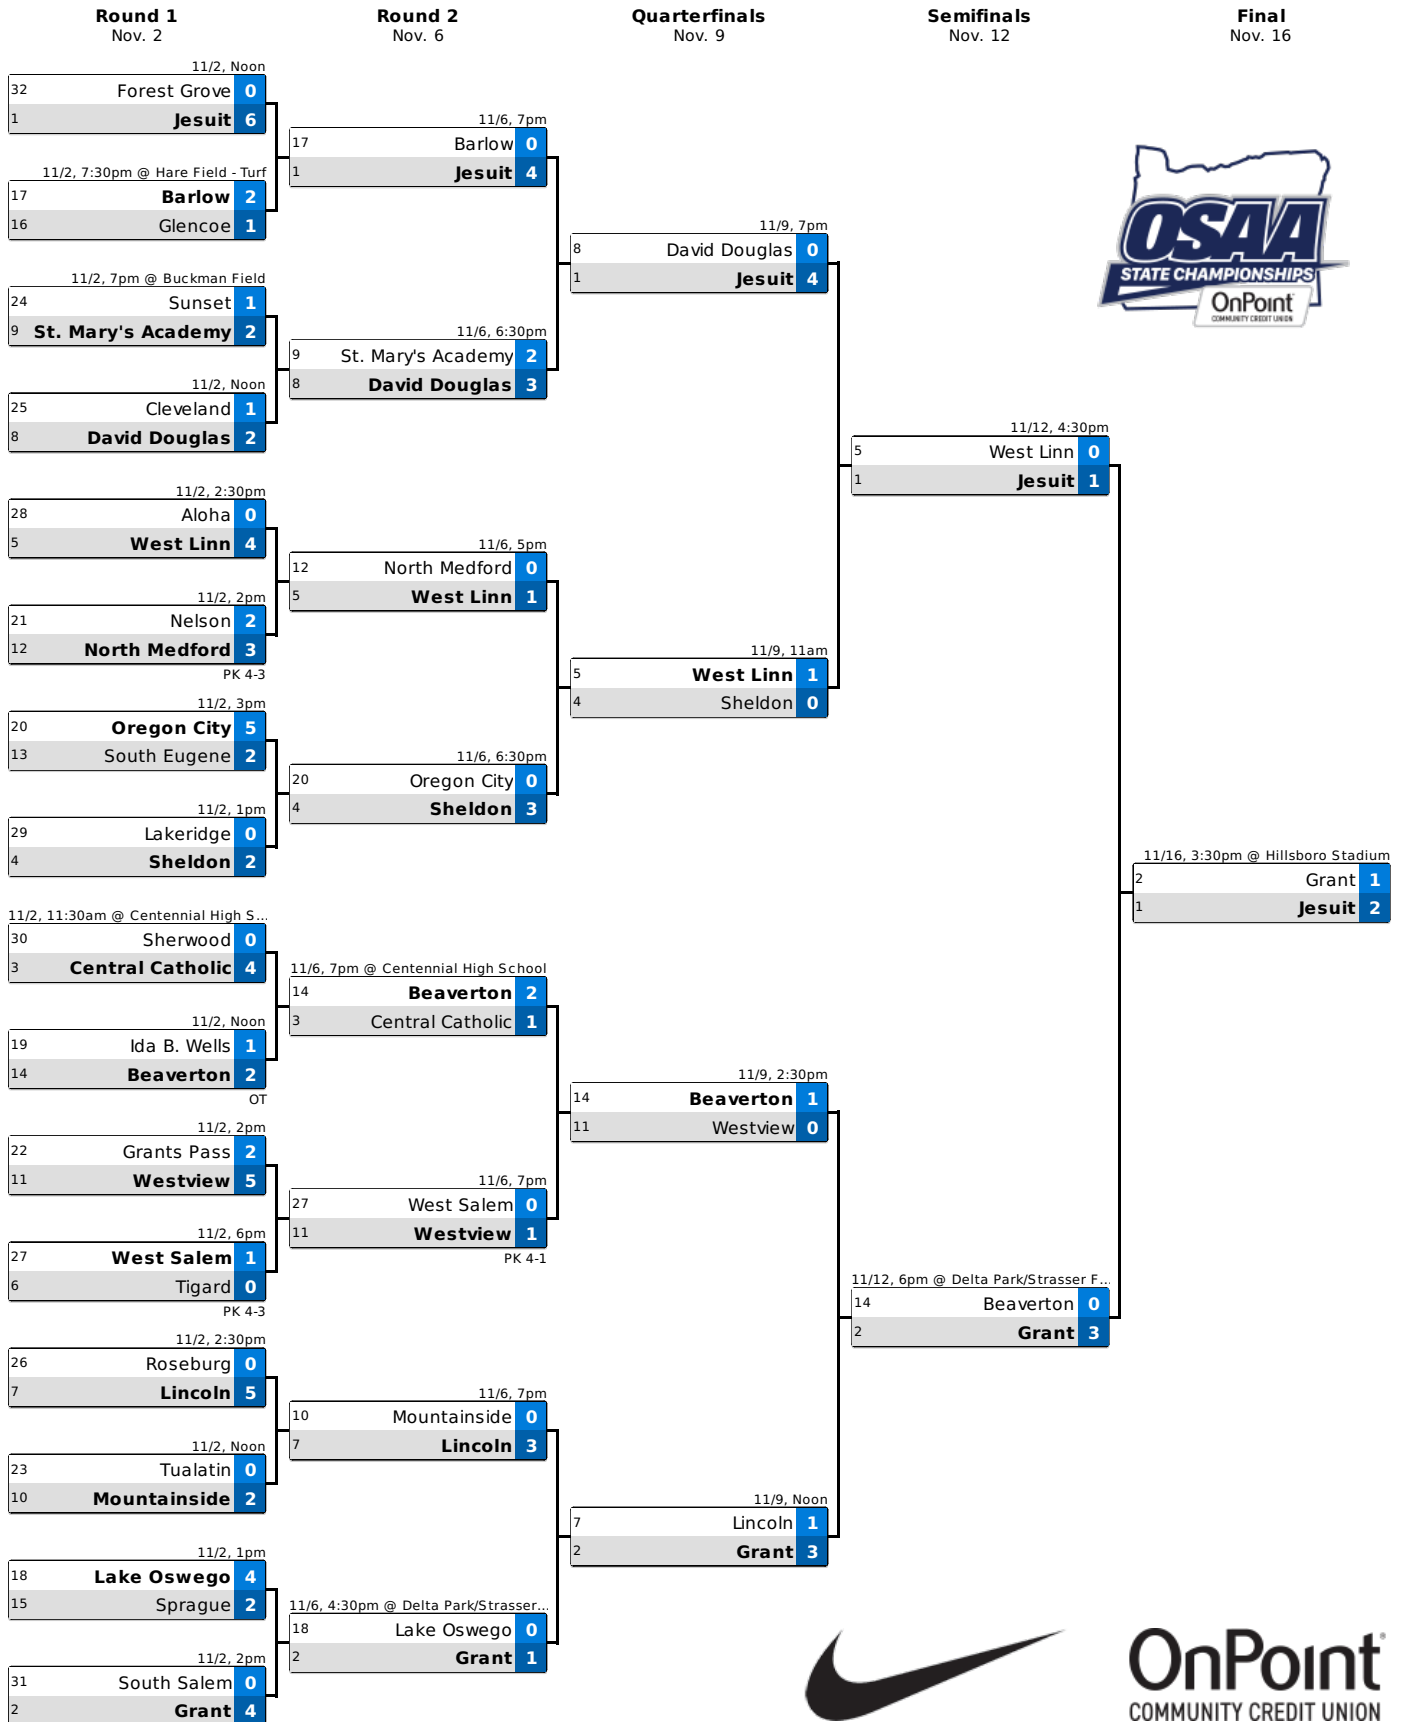 Round 1
Nov. 2
Round 2
Nov. 6
Quarterfinals
Nov. 9
Semifinals
Nov. 12
Final
Nov. 16
11/2, Noon
32 Forest Grove 0
1 Jesuit 6
11/2, 7:30pm @ Hare Field - Turf
17 Barlow 2
16 Glencoe 1
11/2, 7pm @ Buckman Field
24 Sunset 1
9 St. Mary's Academy 2
11/2, Noon
25 Cleveland 1
8 David Douglas 2
11/2, 2:30pm
28 Aloha 0
5 West Linn 4
11/2, 2pm
21 Nelson 2
12 North Medford 3
PK 4-3
11/2, 3pm
20 Oregon City 5
13 South Eugene 2
11/2, 1pm
29 Lakeridge 0
4 Sheldon 2
11/2, 11:30am @ Centennial High S...
30 Sherwood 0
3 Central Catholic 4
11/2, Noon
19 Ida B. Wells 1
14 Beaverton 2
OT
11/2, 2pm
22 Grants Pass 2
11 Westview 5
11/2, 6pm
27 West Salem 1
6 Tigard 0
PK 4-3
11/2, 2:30pm
26 Roseburg 0
7 Lincoln 5
11/2, Noon
23 Tualatin 0
10 Mountainside 2
11/2, 1pm
18 Lake Oswego 4
15 Sprague 2
11/2, 2pm
31 South Salem 0
2 Grant 4
11/6, 7pm
17 Barlow 0
1 Jesuit 4
11/6, 6:30pm
9 St. Mary's Academy 2
8 David Douglas 3
11/6, 5pm
12 North Medford 0
5 West Linn 1
11/6, 6:30pm
20 Oregon City 0
4 Sheldon 3
11/6, 7pm @ Centennial High School
14 Beaverton 2
3 Central Catholic 1
11/6, 7pm
27 West Salem 0
11 Westview 1
PK 4-1
11/6, 7pm
10 Mountainside 0
7 Lincoln 3
11/6, 4:30pm @ Delta Park/Strasser...
18 Lake Oswego 0
2 Grant 1
11/9, 7pm
8 David Douglas 0
1 Jesuit 4
11/9, 11am
5 West Linn 1
4 Sheldon 0
11/9, 2:30pm
14 Beaverton 1
11 Westview 0
11/9, Noon
7 Lincoln 1
2 Grant 3
11/12, 4:30pm
5 West Linn 0
1 Jesuit 1
11/12, 6pm @ Delta Park/Strasser F...
14 Beaverton 0
2 Grant 3
11/16, 3:30pm @ Hillsboro Stadium
2 Grant 1
1 Jesuit 2
OSAA
STATE CHAMPIONSHIPS
OnPoint
COMMUNITY CREDIT UNION
OnPoint
COMMUNITY CREDIT UNION